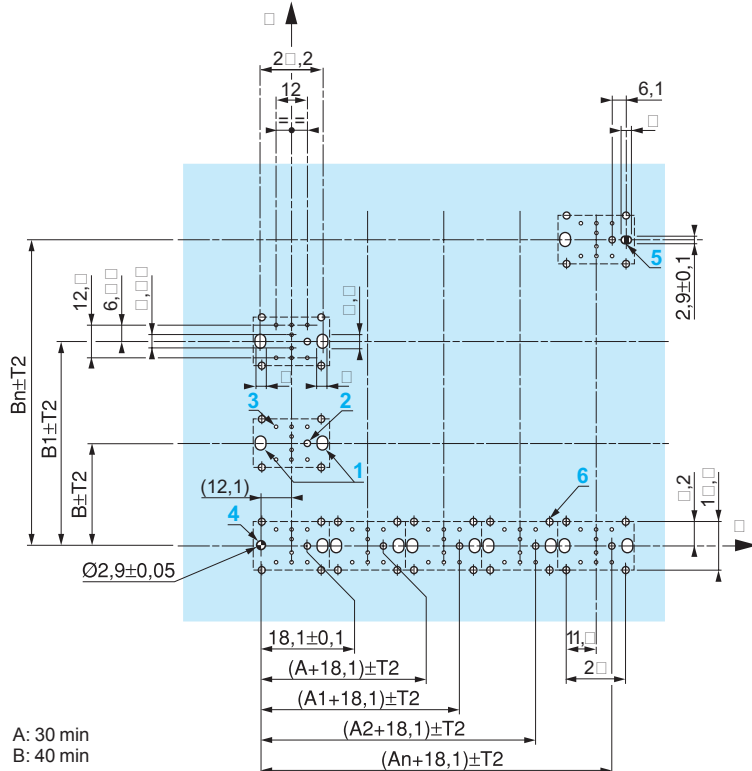 2□,2
12
= =
6,1
□
□
5
2,9±0,1
12,□
6,□□
□,□□□
□,□
□
□
3
2
1
Bn±T2
B1±T2
B±T2
(12,1)
4
6
□,2
1□,□
□
Ø2,9±0,05
18,1±0,1
11,□
2□
(A+18,1)±T2
(A1+18,1)±T2
(A2+18,1)±T2
(An+18,1)±T2
A: 30 min
B: 40 min